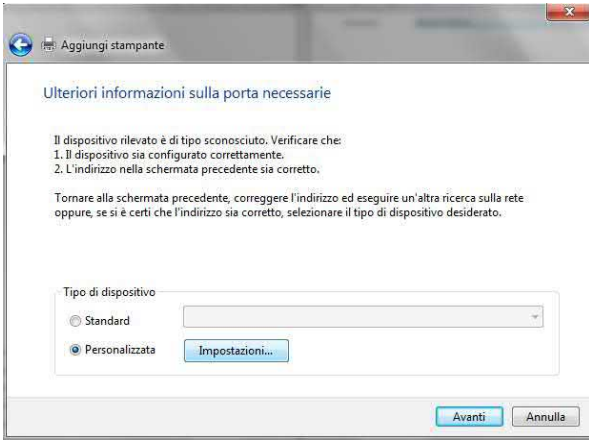 Aggiungi stampante
Ulteriori informazioni sulla porta necessarie
Il dispositivo rilevato è di tipo sconosciuto. Verificare che:
1. Il dispositivo sia configurato correttamente.
2. L'indirizzo nella schermata precedente sia corretto.
Tornare alla schermata precedente, correggere l'indirizzo ed eseguire un'altra ricerca sulla rete
oppure, se si è certi che l'indirizzo sia corretto, selezionare il tipo di dispositivo desiderato.
Tipo di dispositivo
Standard
Personalizzata
Impostazioni...
Avanti
Annulla